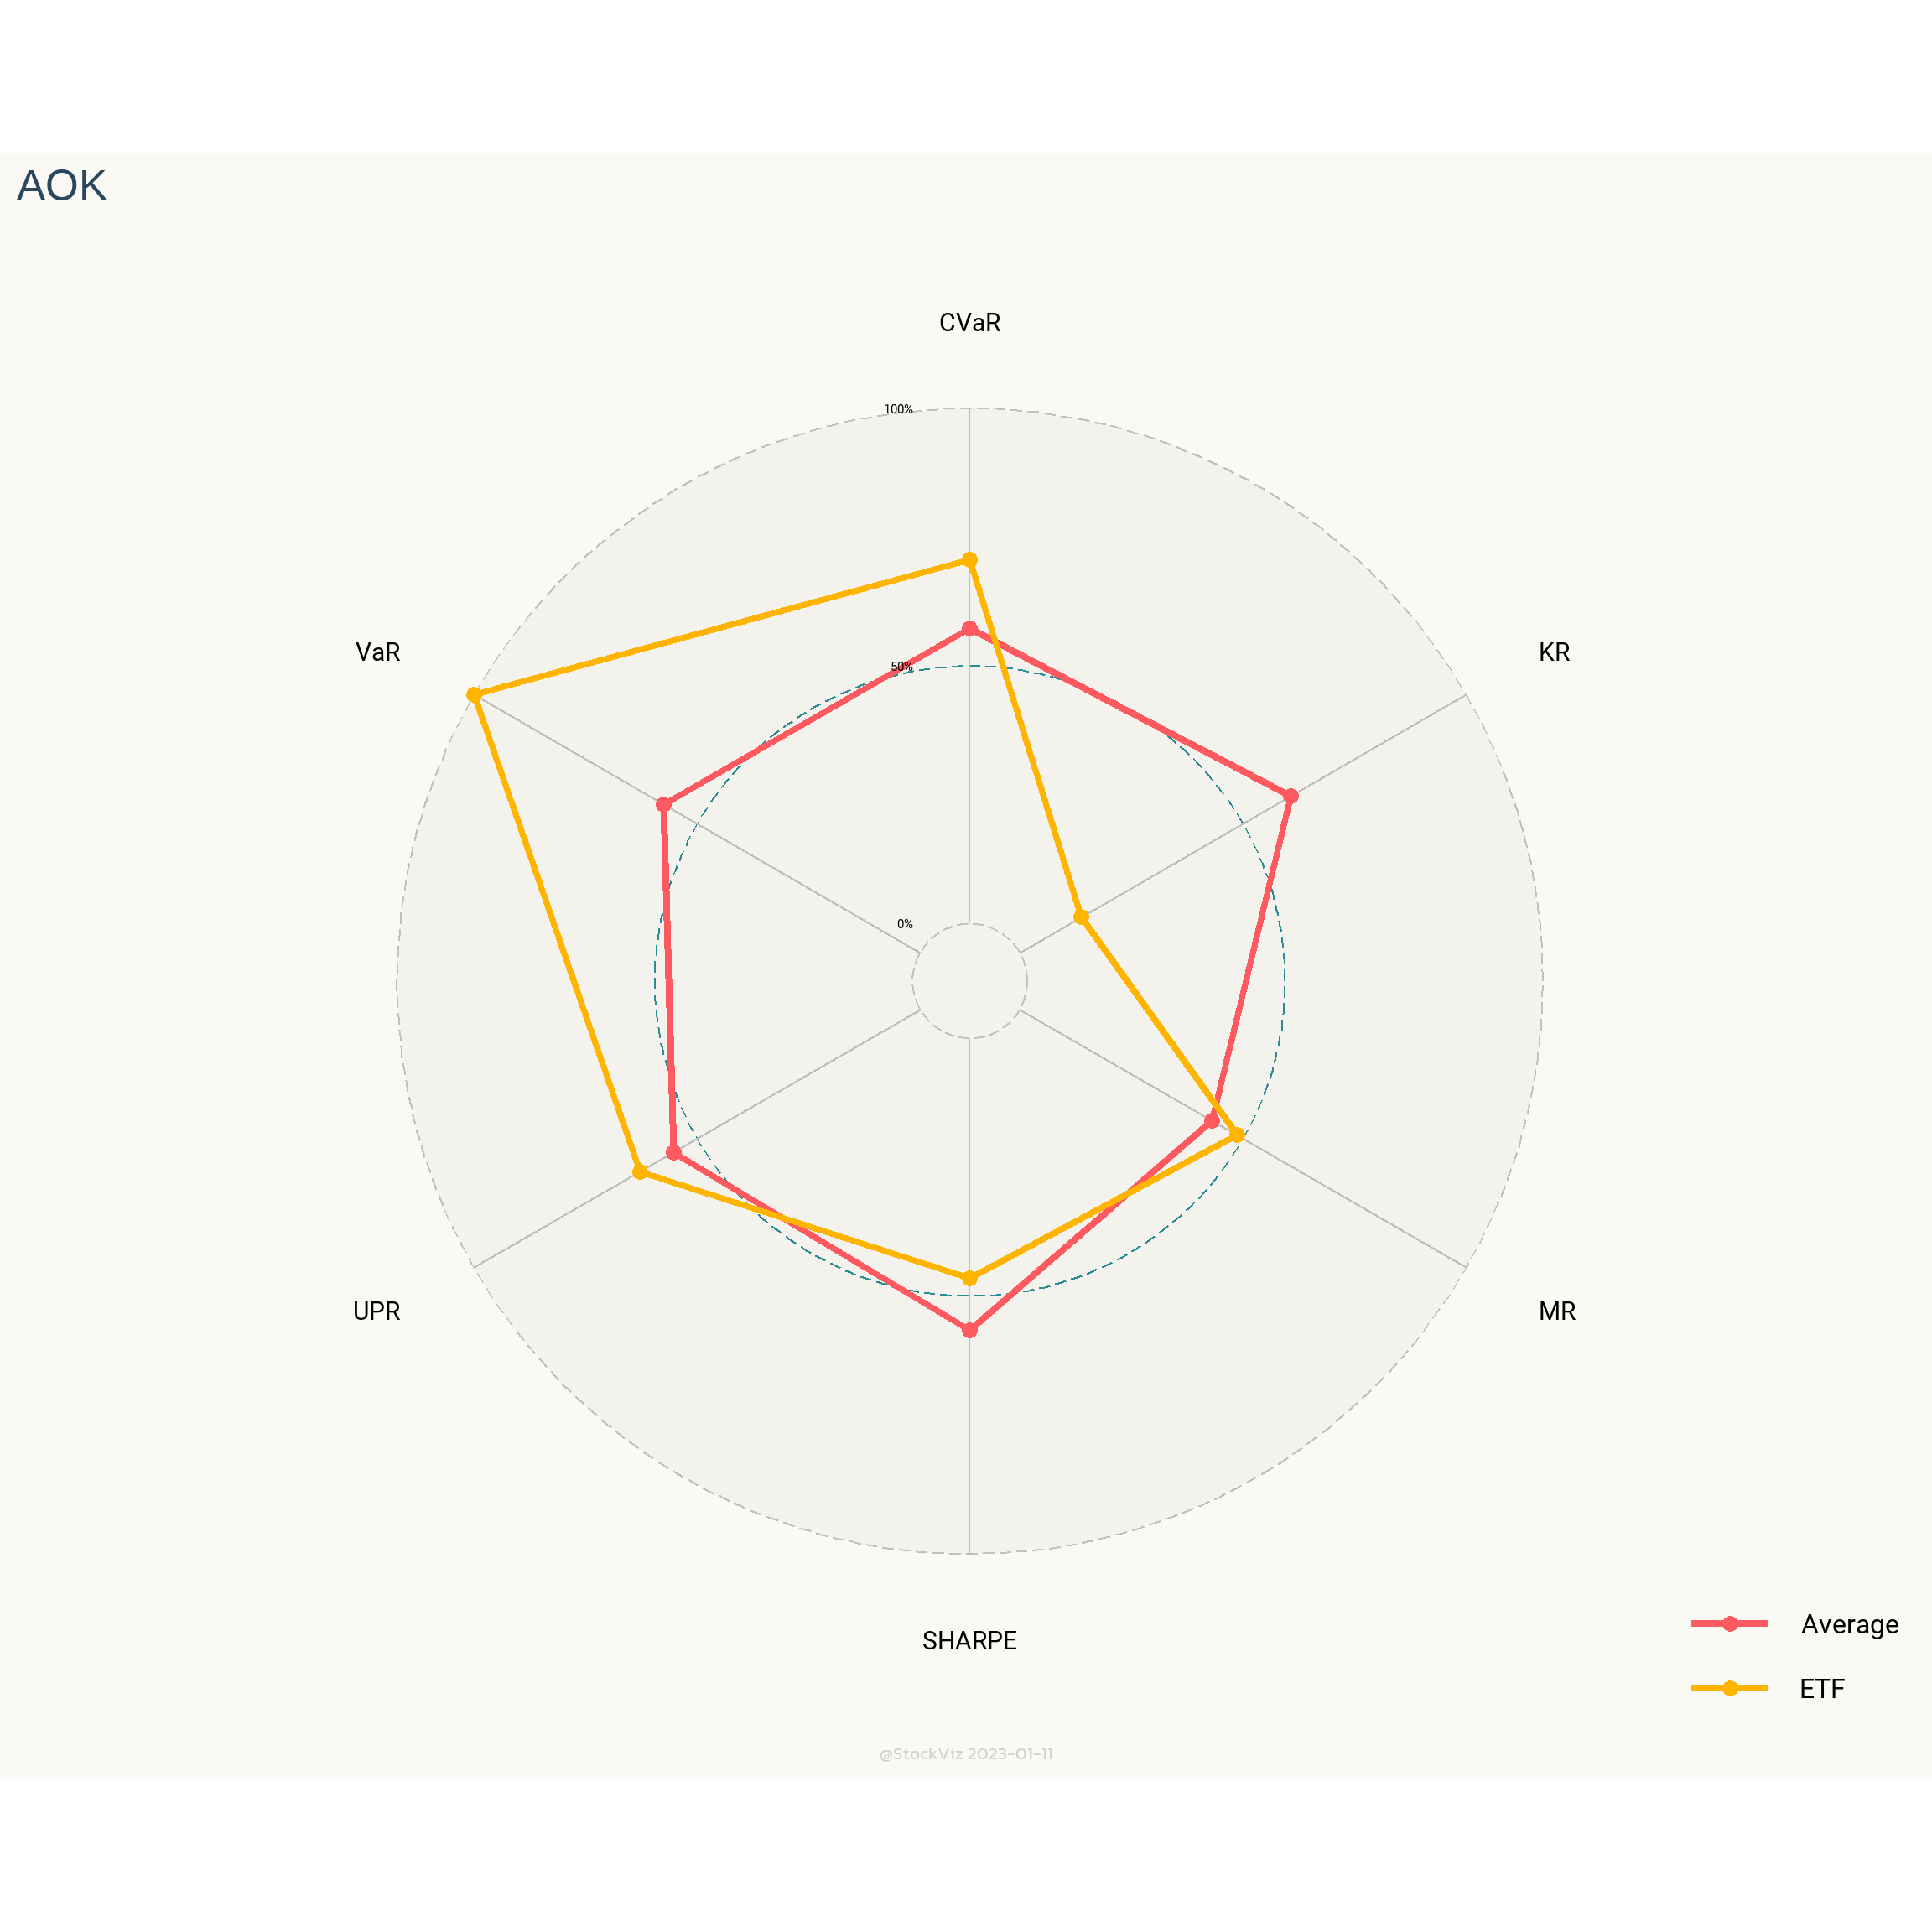 AOK
CVaR
100%
VaR
KR
50%
0%
UPR
MR
SHARPE
Average
ETF
@StockViz 2023-01-11